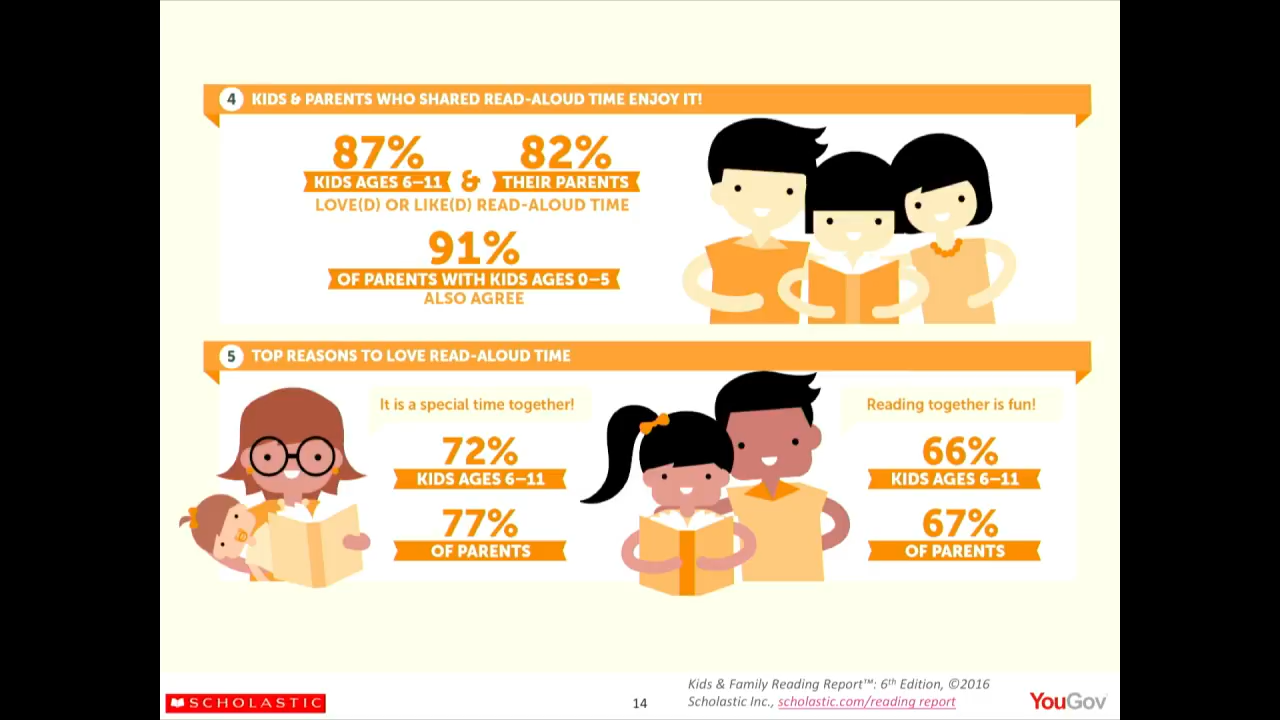 4 KIDS & PARENTS WHO SHARED READ-ALOUD TIME ENJOY IT!
87% & 82%
KIDS AGES 6–11 THEIR PARENTS
LOVE(D) OR LIKE(D) READ-ALOUD TIME
91%
OF PARENTS WITH KIDS AGES 0–5
ALSO AGREE
5 TOP REASONS TO LOVE READ-ALOUD TIME
It is a special time together!
72%
KIDS AGES 6–11
77%
OF PARENTS
Reading together is fun!
66%
KIDS AGES 6–11
67%
OF PARENTS
SCHOLASTIC
14
Kids & Family Reading Report™: 6th Edition, ©2016
Scholastic Inc., scholastic.com/reading report
YouGov